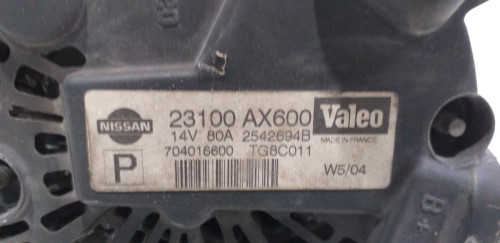 NISSAN
23100 AX600
Valeo
14V 80A 2542694B
MADE IN FRANCE
704016600 TG8C011
P
W5/04
B+